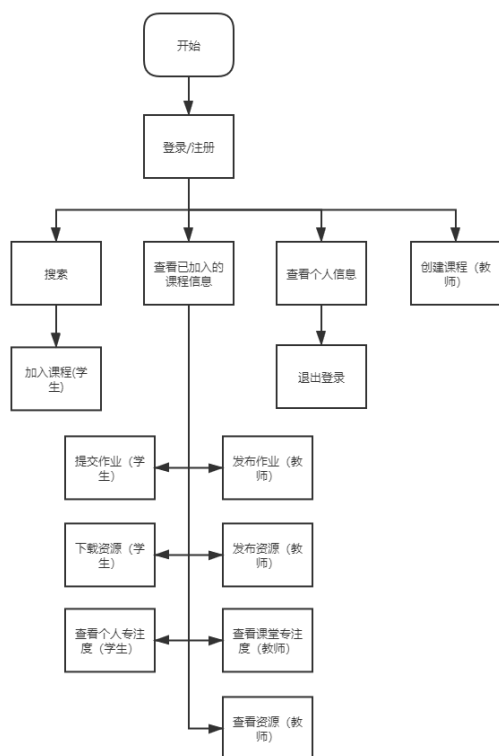 开始
登录/注册
搜索
查看已加入的
课程信息
查看个人信息
创建课程（教
师）
加入课程(学
生)
退出登录
提交作业（学
生）
发布作业（教
师）
下载资源（学
生）
发布资源（教
师）
查看个人专注
度（学生）
查看课堂专注
度（教师）
查看资源（教
师）